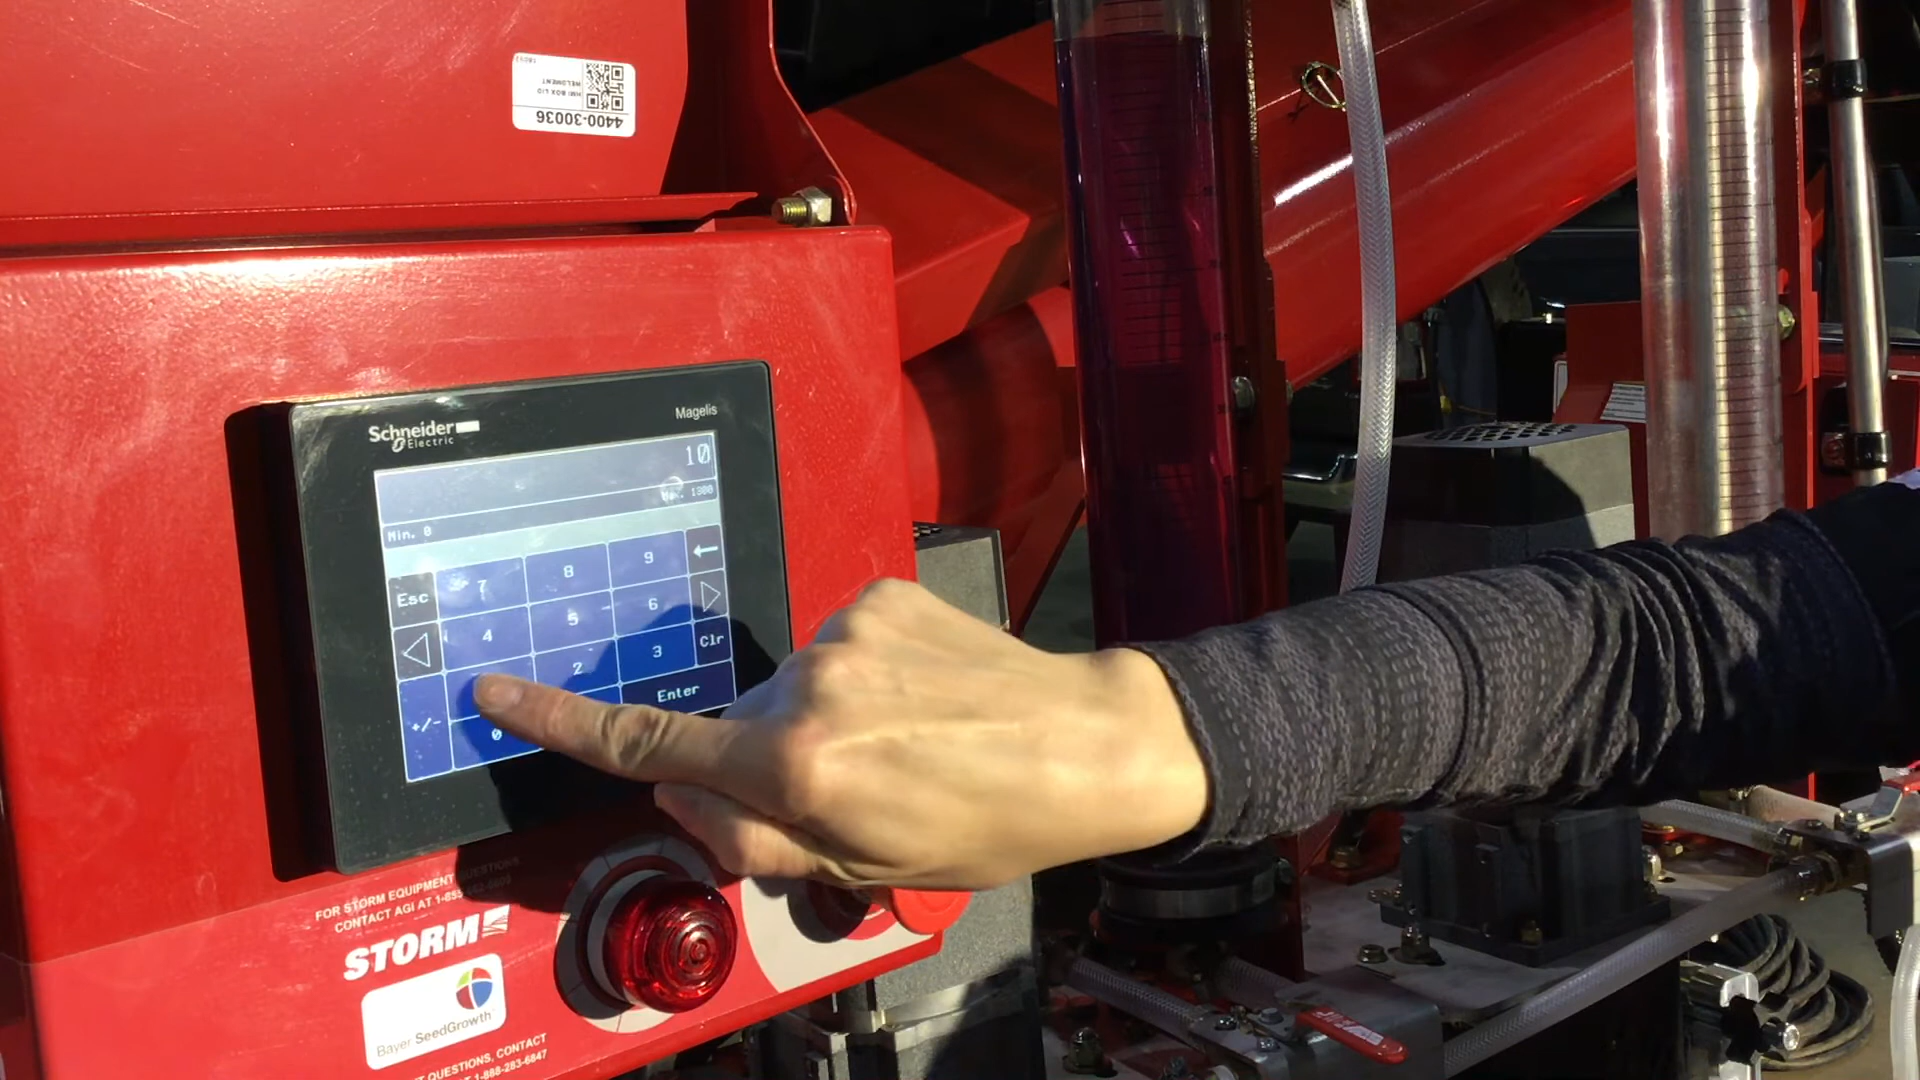 4400-30036
HMI BOX LID
WELDMENT
Schneider
Electric
Magelis
10
Min. 0
Max. 1300
Esc
7
8
9
4
5
6
Clr
2
3
+/-
0
Enter
FOR STORM EQUIPMENT QUESTIONS
CONTACT AGI AT 1-855
STORM
Bayer SeedGrowth
QUESTIONS, CONTACT
1-888-283-6847